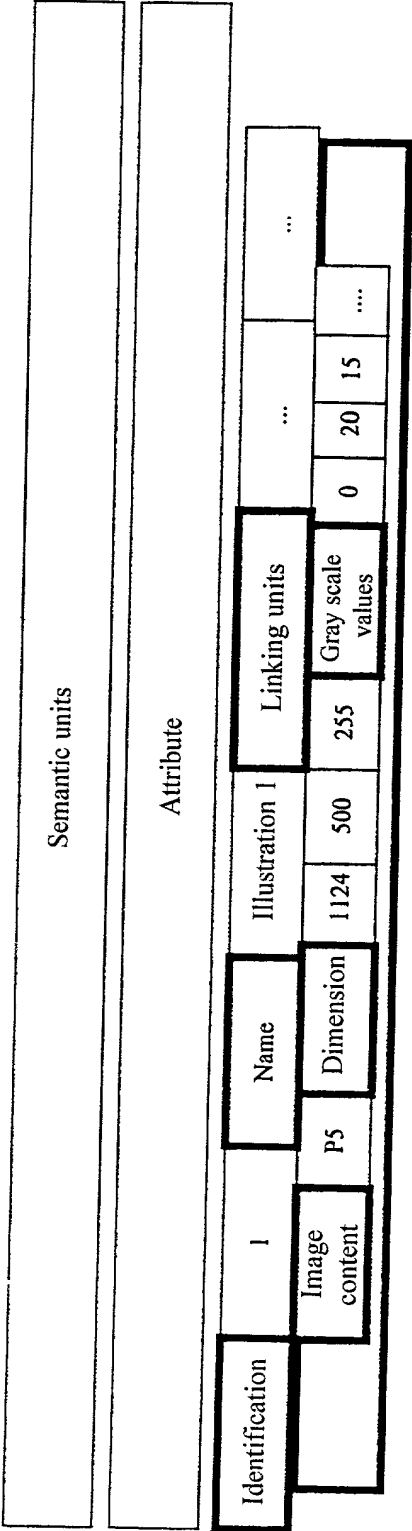 Semantic units
Attribute
Identification 1 Name Illustration 1 Linking units ... ...
Image content P5 Dimension 1124 500 255 Gray scale values 0 20 15 ....